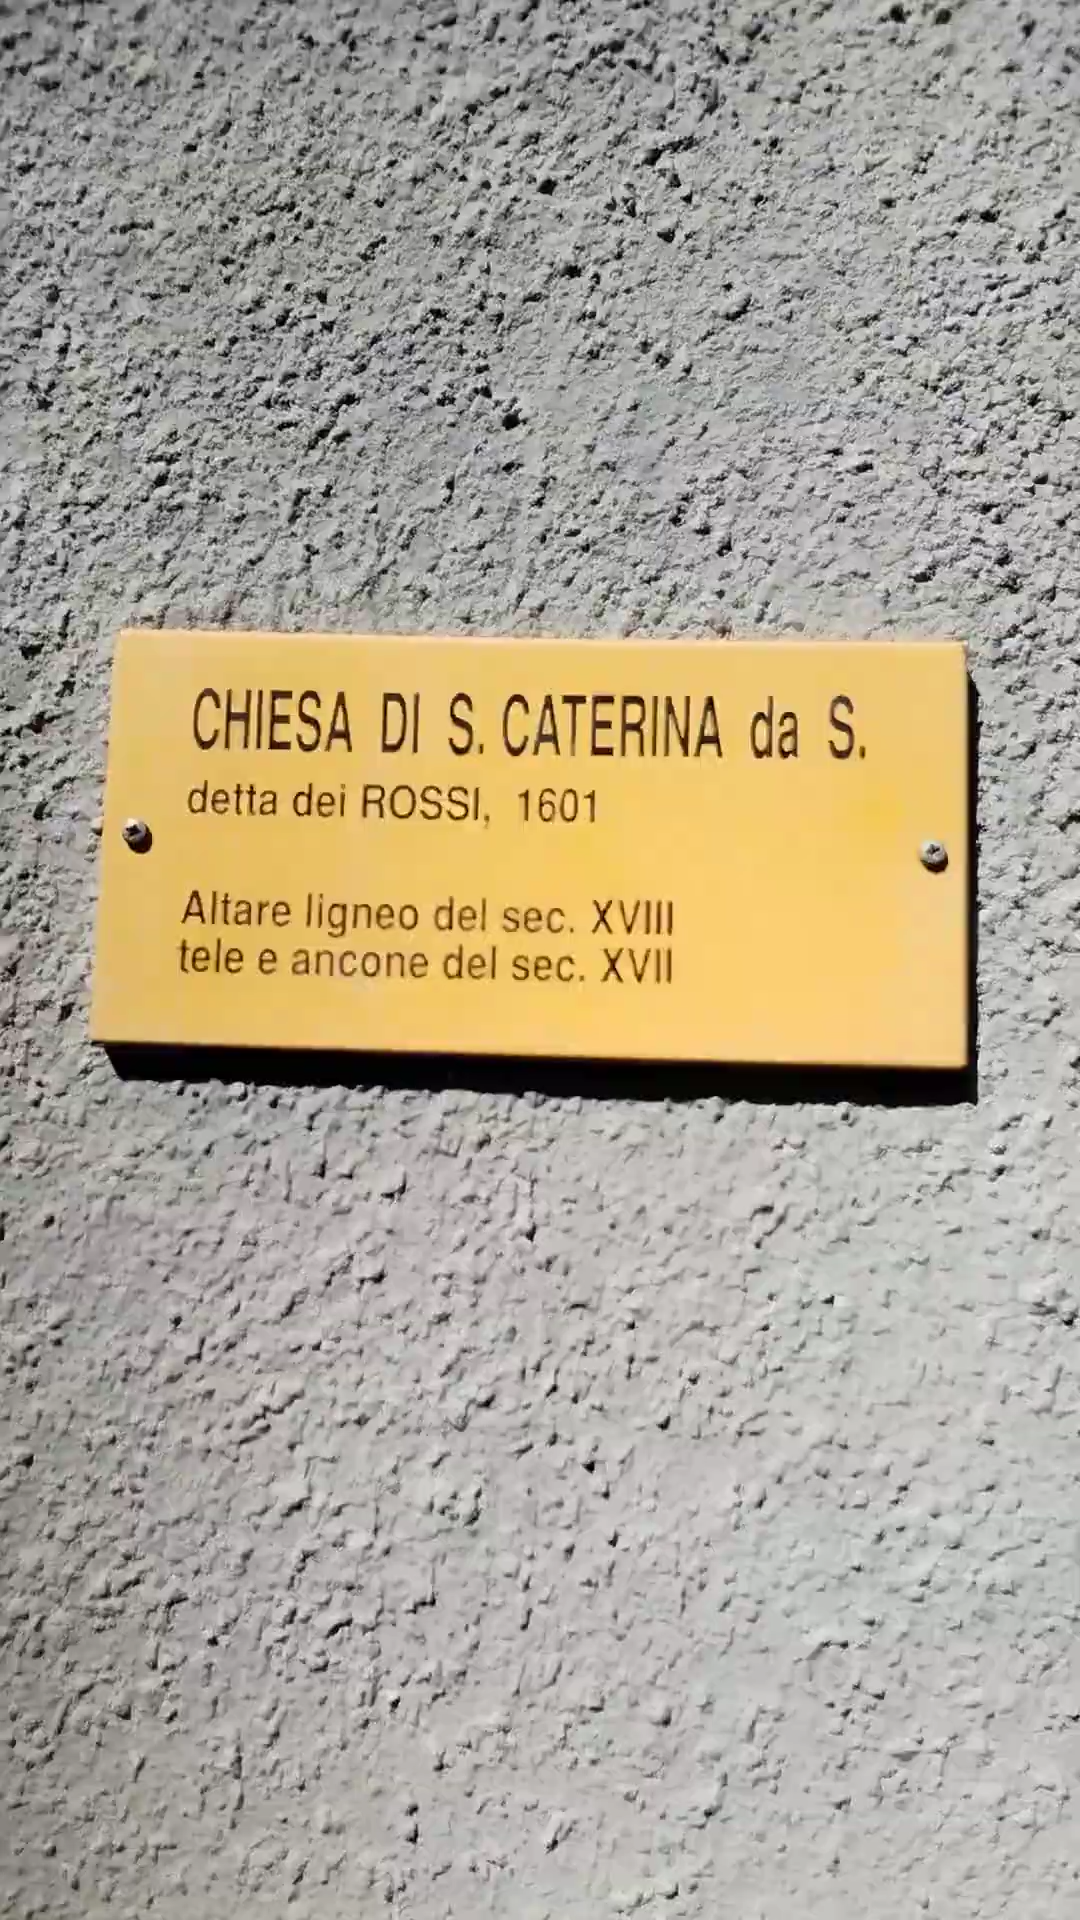 CHIESA DI S. CATERINA da S.
detta dei ROSSI, 1601
Altare ligneo del sec. XVIII
tele e ancone del sec. XVII